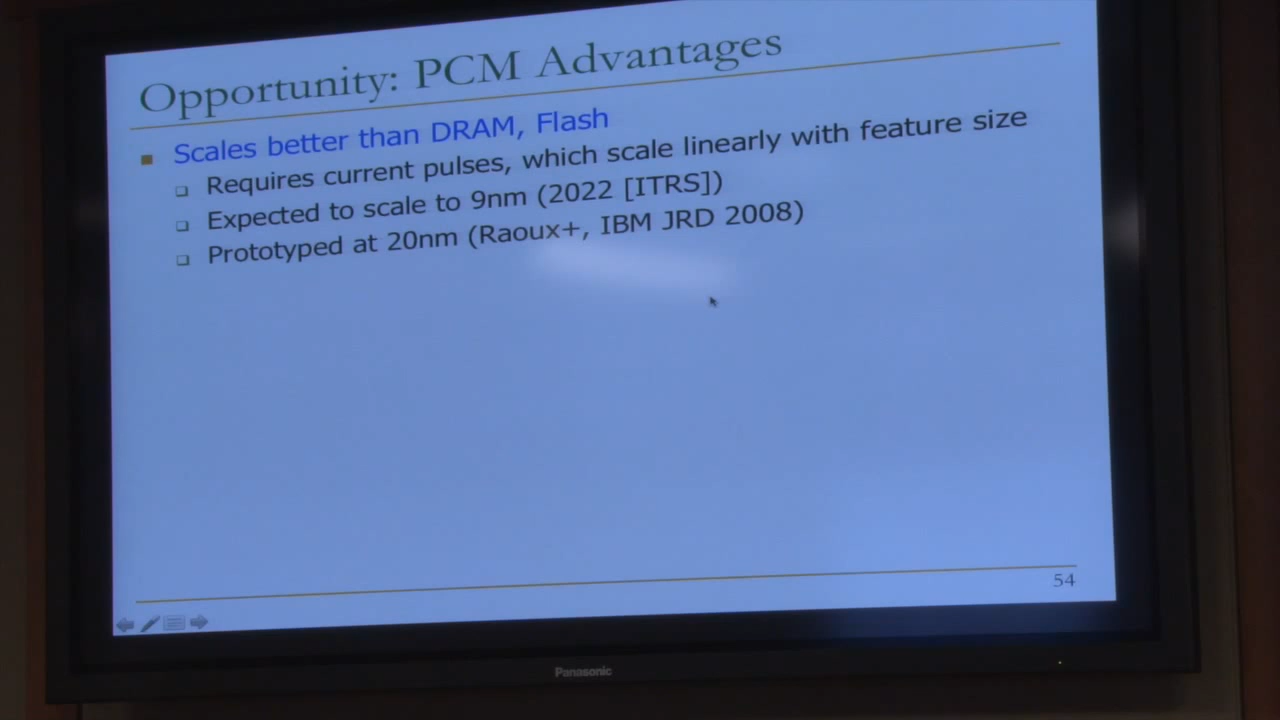 Opportunity: PCM Advantages
Scales better than DRAM, Flash
Requires current pulses, which scale linearly with feature size
Expected to scale to 9nm (2022 [ITRS])
Prototyped at 20nm (Raoux+, IBM JRD 2008)
54
Panasonic